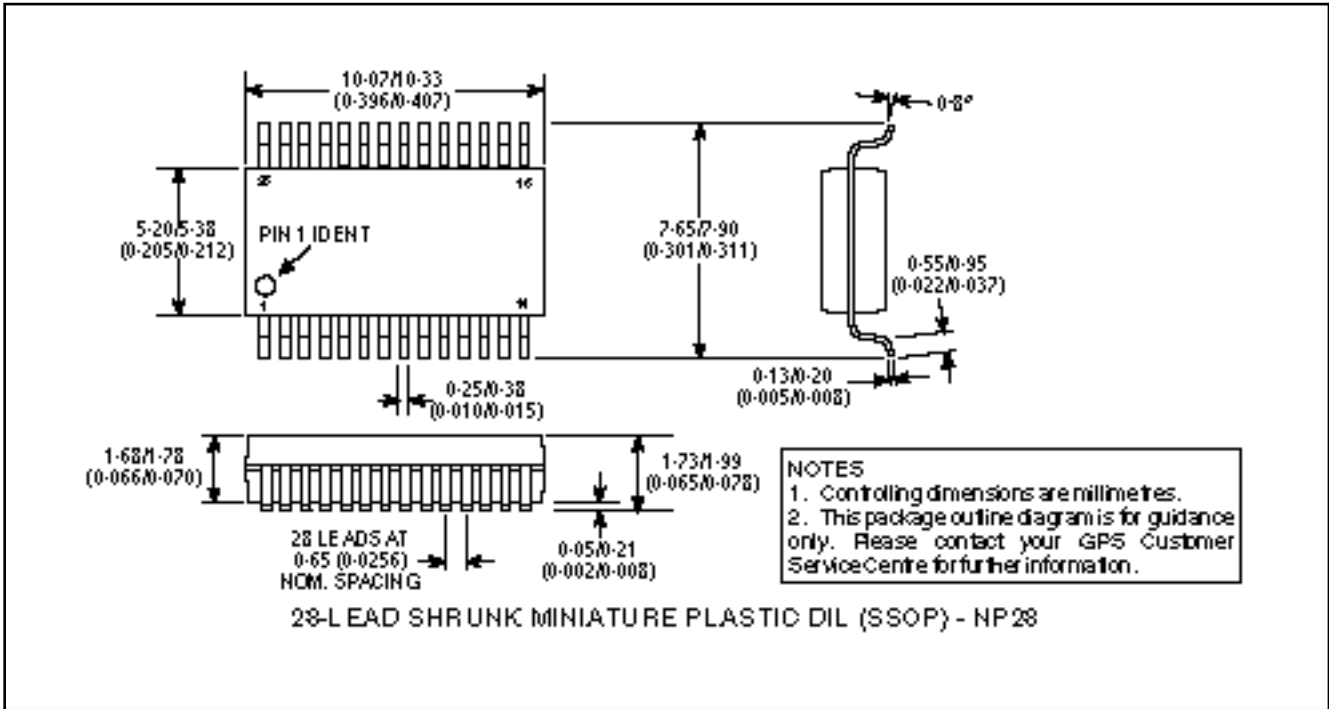 10·07/10·33
(0·396/0·407)
0-8°
28
15
5·20/5·38
(0·205/0·212)
PIN 1 IDENT
7·65/7·90
(0·301/0·311)
0·55/0·95
(0·022/0·037)
1
14
0·25/0·38
(0·010/0·015)
0·13/0·20
(0·005/0·008)
1·68/1·78
(0·066/0·070)
1·73/1·99
(0·065/0·078)
28 LEADS AT
0·65 (0·0256)
NOM. SPACING
0·05/0·21
(0·002/0·008)
NOTES
1. Controlling dimensions are millimetres.
2. This package outline diagram is for guidance
only. Please contact your GPS Customer
Service Centre for further information.
28-LEAD SHRUNK MINIATURE PLASTIC DIL (SSOP) - NP28